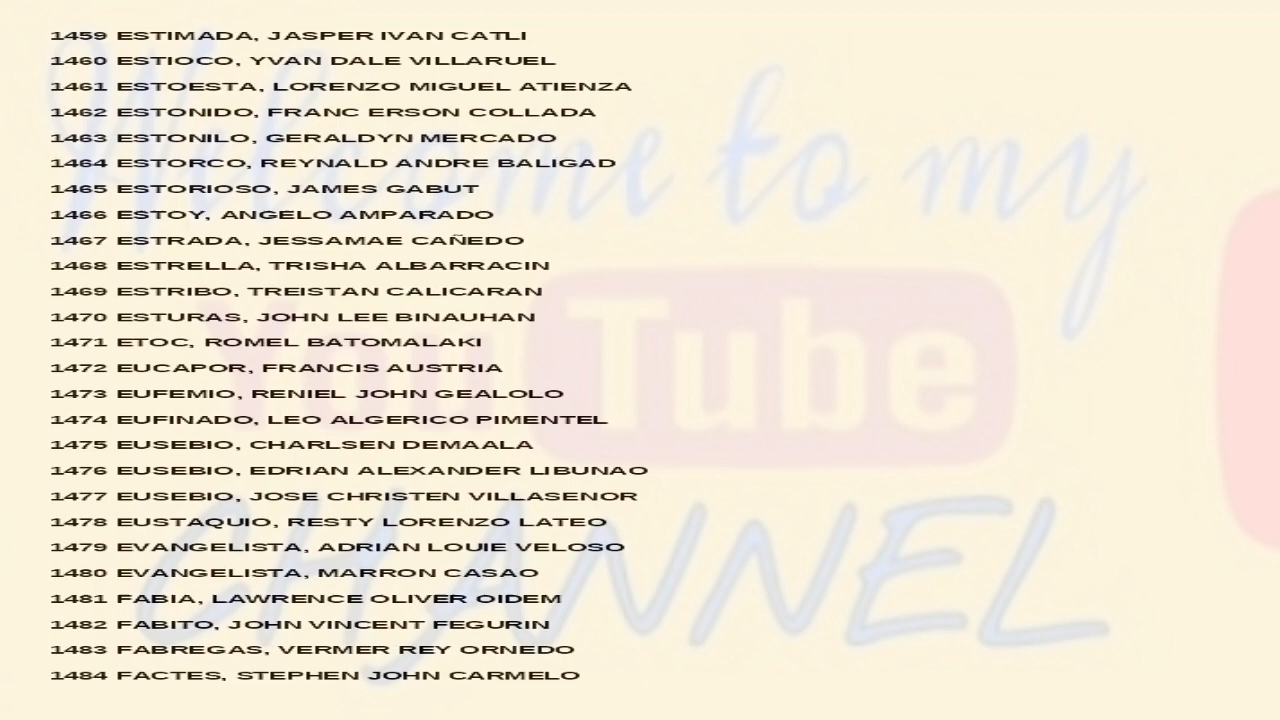 1459 ESTIMADA, JASPER IVAN CATLI
1460 ESTIOCO, YVAN DALE VILLARUEL
1461 ESTOESTA, LORENZO MIGUEL ATIENZA
1462 ESTONIDO, FRANC ERSON COLLADA
1463 ESTONILO, GERALDYN MERCADO
1464 ESTORCO, REYNALD ANDRE BALIGAD
1465 ESTORIOSO, JAMES GABUT
1466 ESTOY, ANGELO AMPARADO
1467 ESTRADA, JESSAMAE CAÑEDO
1468 ESTRELLA, TRISHA ALBARRACIN
1469 ESTRIBO, TREISTAN CALICARAN
1470 ESTURAS, JOHN LEE BINAUHAN
1471 ETOC, ROMEL BATOMALAKI
1472 EUCAPOR, FRANCIS AUSTRIA
1473 EUFEMIO, RENIEL JOHN GEALOLO
1474 EUFINADO, LEO ALGERICO PIMENTEL
1475 EUSEBIO, CHARLSEN DEMAALA
1476 EUSEBIO, EDRIAN ALEXANDER LIBUNAO
1477 EUSEBIO, JOSE CHRISTEN VILLASENOR
1478 EUSTAQUIO, RESTY LORENZO LATEO
1479 EVANGELISTA, ADRIAN LOUIE VELOSO
1480 EVANGELISTA, MARRON CASAO
1481 FABIA, LAWRENCE OLIVER OIDEM
1482 FABITO, JOHN VINCENT FEGURIN
1483 FABREGAS, VERMER REY ORNEDO
1484 FACTES, STEPHEN JOHN CARMELO
Welcome to my
You Tube
CHANNEL